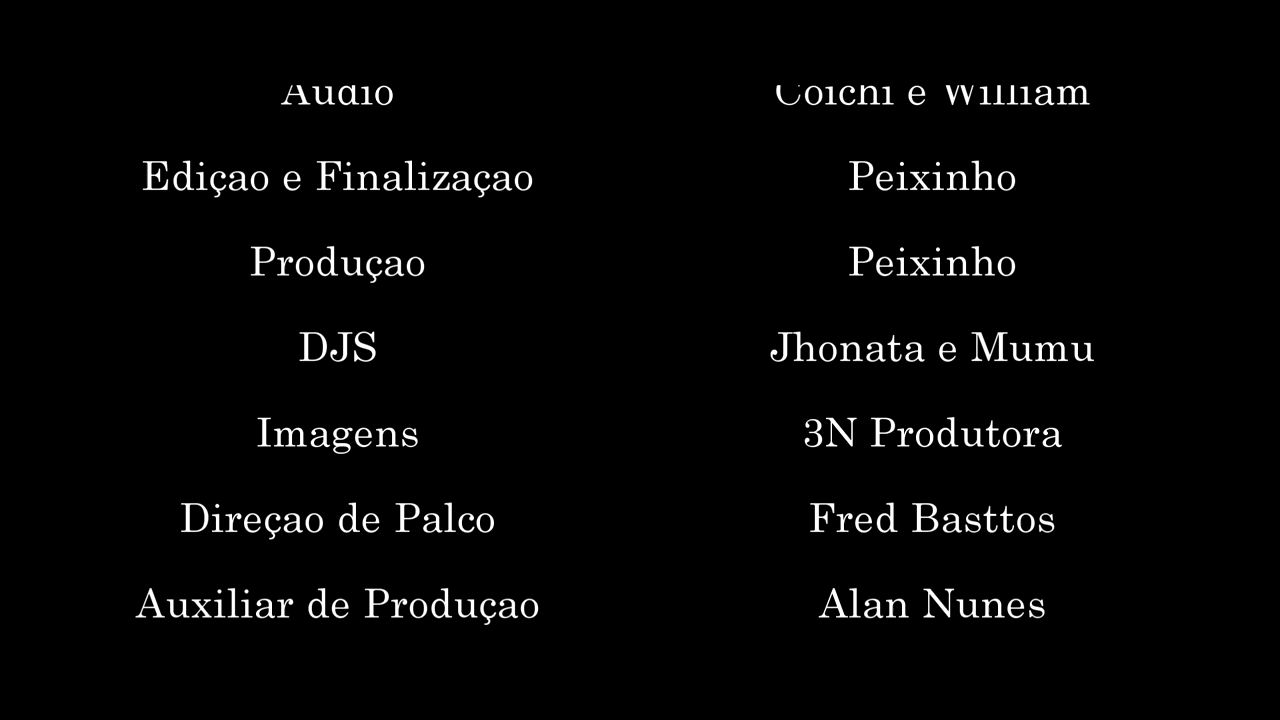 Audio Coichi e William
Ediçao e Finalizaçao Peixinho
Produçao Peixinho
DJS Jhonata e Mumu
Imagens 3N Produtora
Direçao de Palco Fred Basttos
Auxiliar de Produçao Alan Nunes